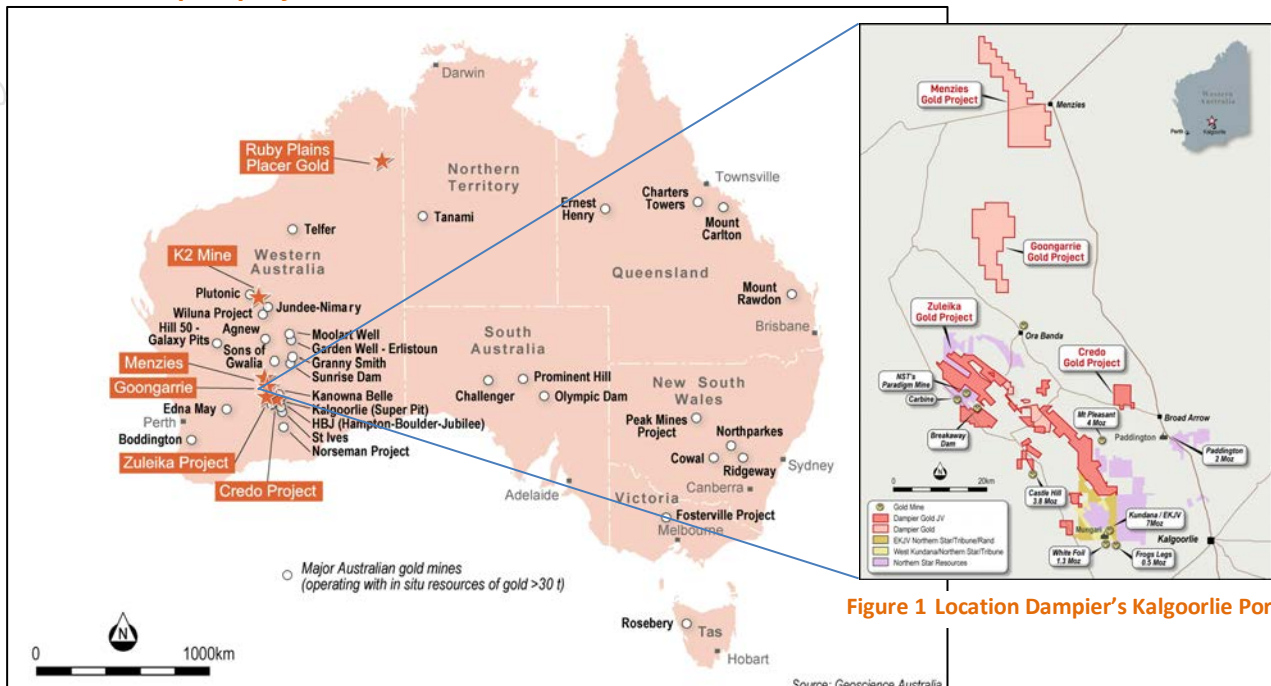 Darwin
Ruby Plains
Placer Gold
Northern
Territory
Townsville
Charters
Towers
Ernest
Henry
Mount
Carlton
Tanami
Telfer
Western
Australia
K2 Mine
Queensland
Plutonic
Jundee-Nimary
Wiluna Project
Mount
Rawdon
Hill 50 -
Galaxy Pits
Agnew
Moolart Well
Garden Well - Erlistoun
Sons of
Gwalia
Granny Smith
Sunrise Dam
South
Australia
Brisbane
Menzies
Goongarrie
Kanowna Belle
Kalgoorlie (Super Pit)
HBJ (Hampton-Boulder-Jubilee)
St Ives
Norseman Project
Edna May
Perth
Boddington
Zuleika Project
Credo Project
Challenger
Prominent Hill
Olympic Dam
New South
Wales
Peak Mines
Project
Northparkes
Cowal
Ridgeway
Sydney
Canberra
Adelaide
Victoria
Fosterville Project
Melbourne
Major Australian gold mines
(operating with in situ resources of gold >30 t)
Rosebery
Tas
Hobart
N
0 1000km
Source: Geoscience Australia
Menzies
Gold Project
Menzies
Western
Australia
Perth
Kalgoorlie
Goongarrie
Gold Project
Zuleika
Gold Project
Ora Banda
Credo
Gold Project
NST's
Paradigm Mine
Carbine
Breakaway
Dam
Mt Pleasant
4 Moz
Broad Arrow
Paddington
Paddington
2 Moz
Castle Hill
3.8 Moz
N
0 20km
Kundana / EKJV
7Moz
Mungari
Kalgoorlie
White Foil
1.3 Moz
Frogs Legs
0.5 Moz
Gold Mine
Dampier Gold JV
Dampier Gold
EKJV Northern Star/Tribune/Rand
West Kundana/Northern Star/Tribune
Northern Star Resources
Figure 1 Location Dampier's Kalgoorlie Por